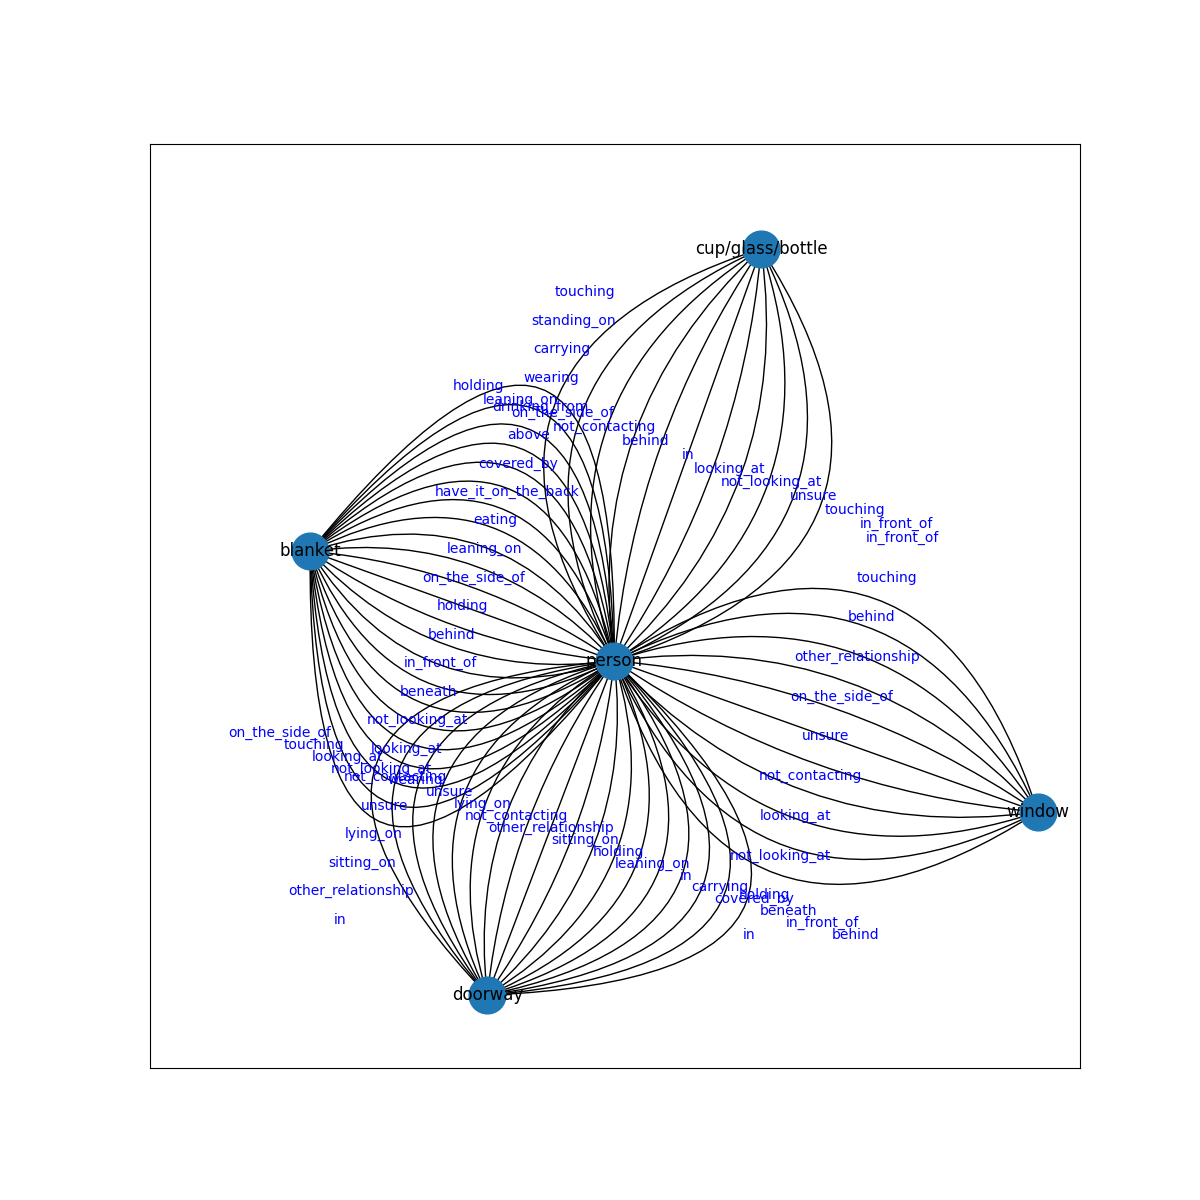 cup/glass/bottle
touching
standing_on
carrying
wearing
holding
leaning_on
drinking_from
on_the_side_of
not_contacting
above
behind
in
covered_by
looking_at
not_looking_at
have_it_on_the_back
unsure
touching
eating
in_front_of
in_front_of
blanket
leaning_on
on_the_side_of
touching
holding
behind
behind
person
other_relationship
in_front_of
beneath
on_the_side_of
not_looking_at
on_the_side_of
unsure
touching
looking_at
looking_at
not_looking_at
not_contacting
wearing
not_contacting
unsure
unsure
lying_on
window
not_contacting
looking_at
other_relationship
lying_on
sitting_on
holding
not_looking_at
sitting_on
leaning_on
in
carrying
other_relationship
holding
covered_by
beneath
in
in_front_of
in
behind
doorway